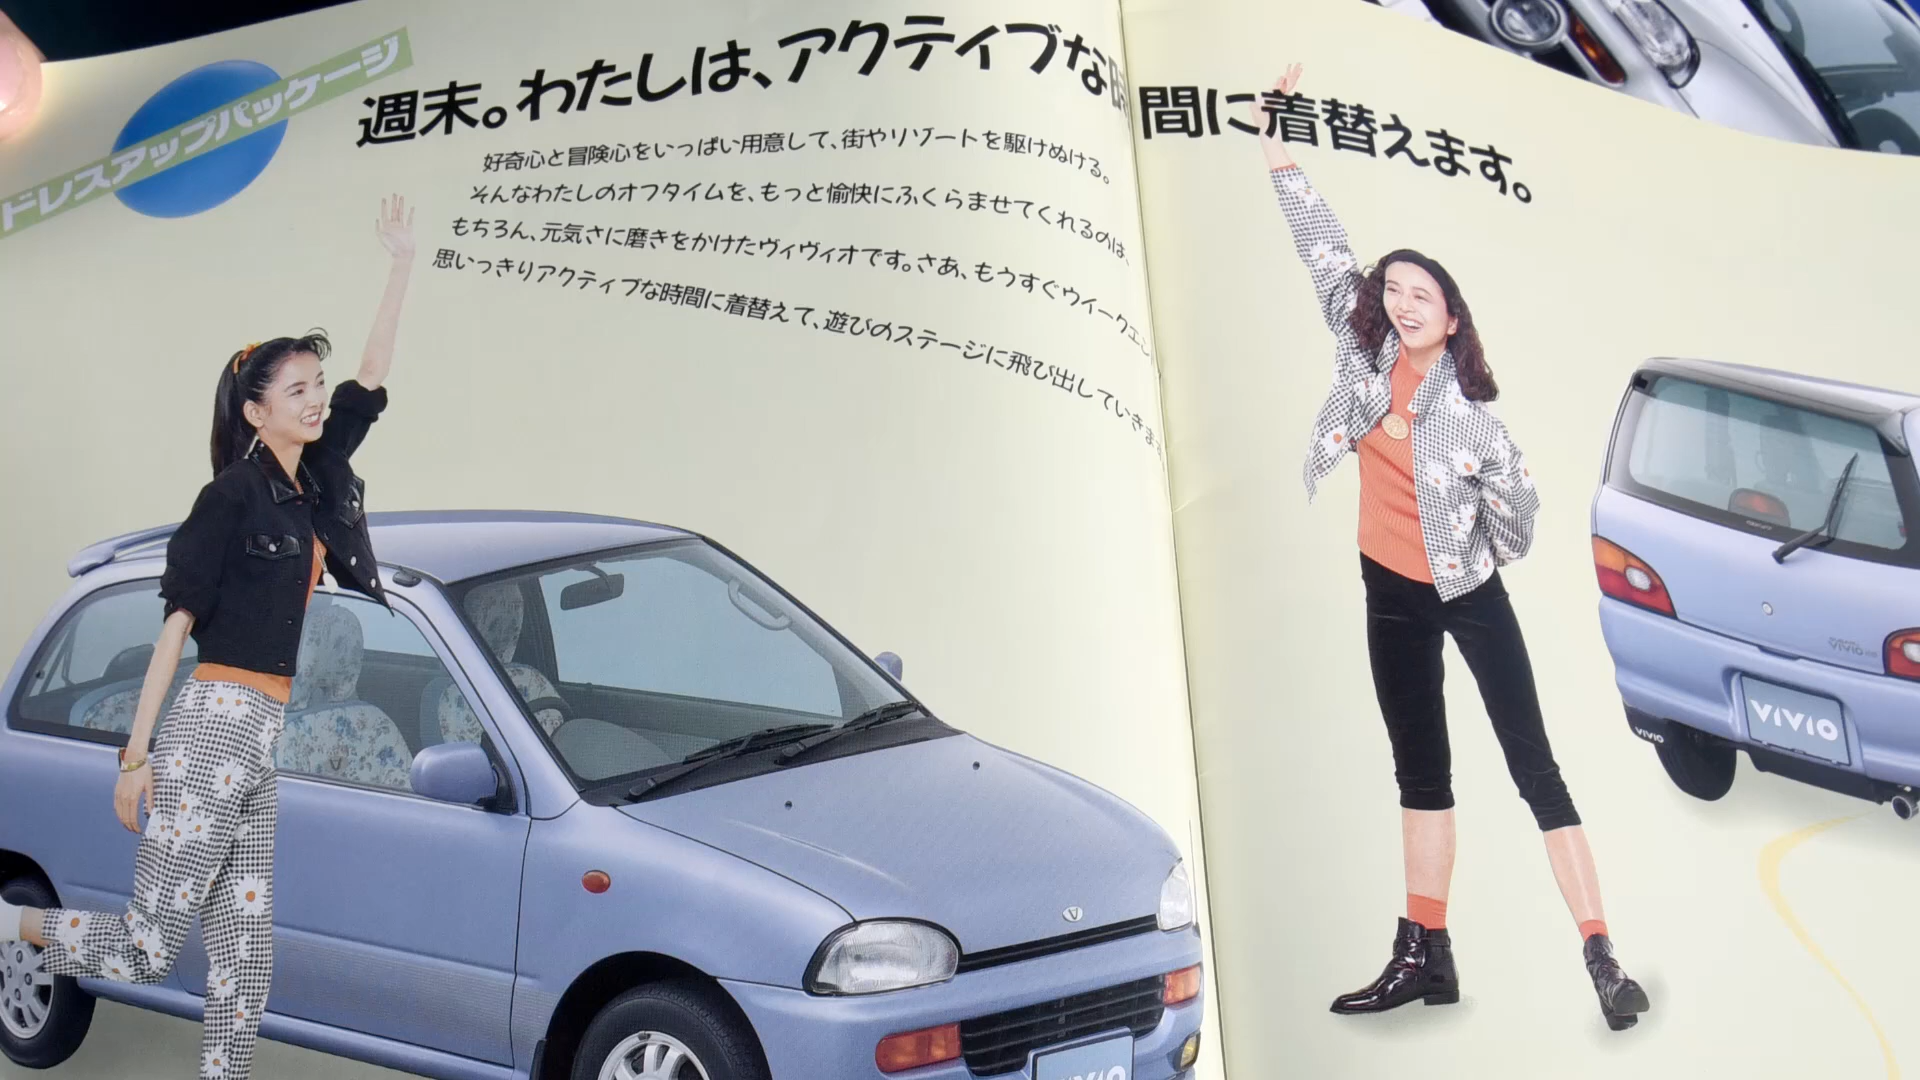 ドレスアップパッケージ
週末。わたしは、アクティブな時間に着替えます。
好奇心と冒険心をいっぱい用意して、街やリゾートを駆けぬける。
そんなわたしのオフタイムを、もっと愉快にふくらませてくれるのは、
もちろん、元気さに磨きをかけたヴィヴィオです。さあ、もうすぐウィークエン
思いっきりアクティブな時間に着替えて、遊びのステージに飛び出していきます
VIVIO
VIVIO
VIVIO
VIVIO